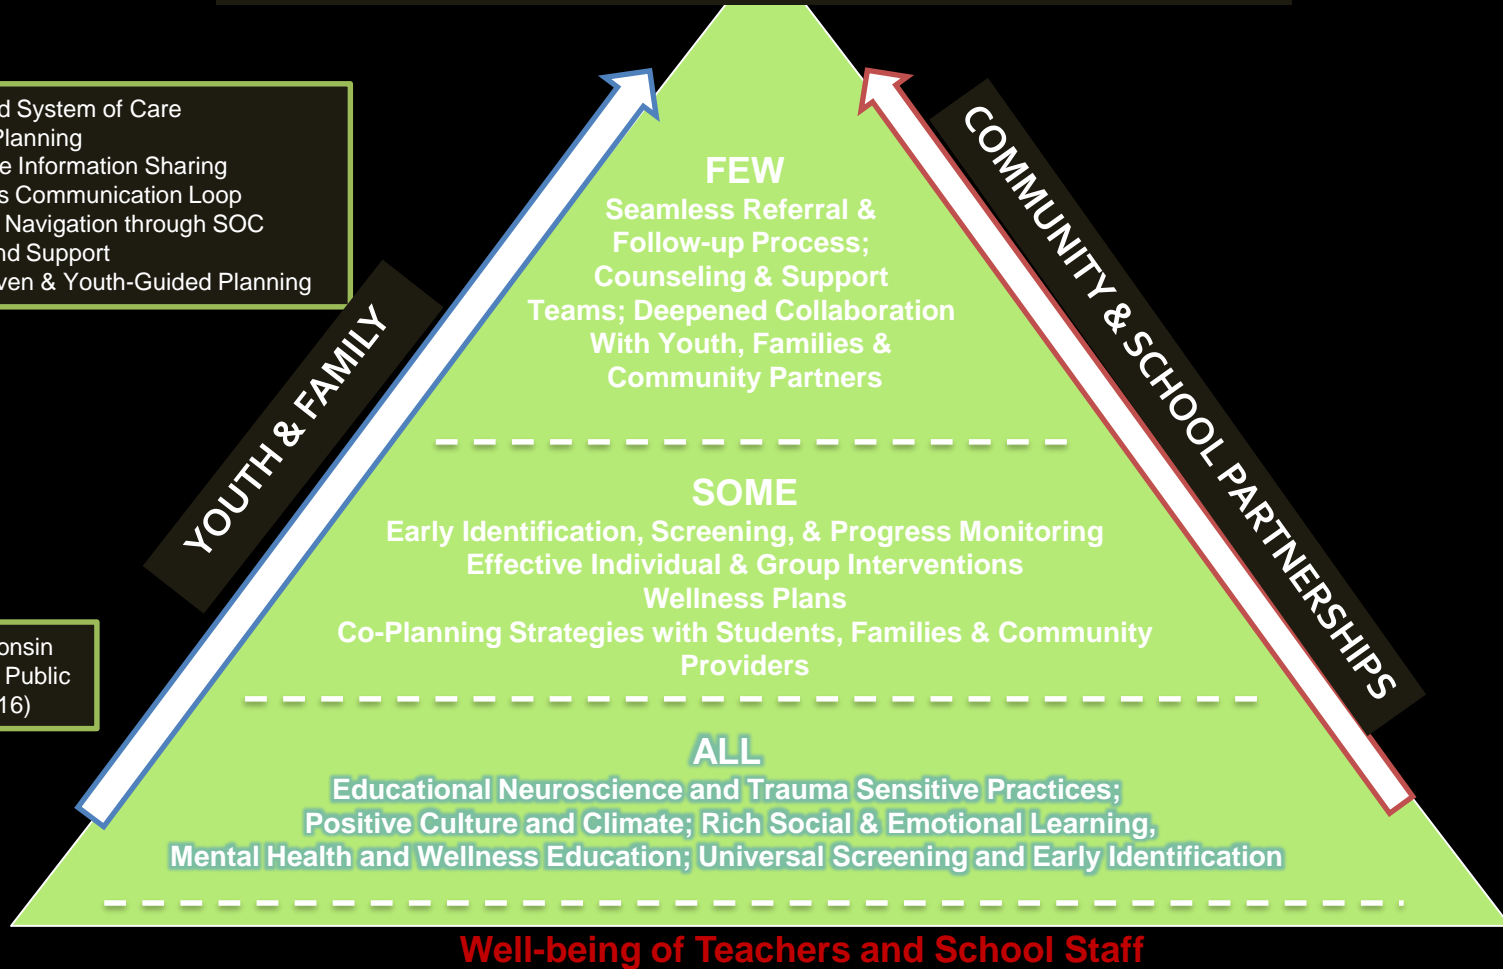 System of Care
Planning
Information Sharing
Communication Loop
Navigation through SOC
Support
& Youth-Guided Planning
YOUTH & FAMILY
COMMUNITY & SCHOOL PARTNERSHIPS
FEW
Seamless Referral &
Follow-up Process;
Counseling & Support
Teams; Deepened Collaboration
With Youth, Families &
Community Partners
SOME
Early Identification, Screening, & Progress Monitoring
Effective Individual & Group Interventions
Wellness Plans
Co-Planning Strategies with Students, Families & Community
Providers
Public
ALL
Educational Neuroscience and Trauma Sensitive Practices;
Positive Culture and Climate; Rich Social & Emotional Learning,
Mental Health and Wellness Education; Universal Screening and Early Identification
Well-being of Teachers and School Staff